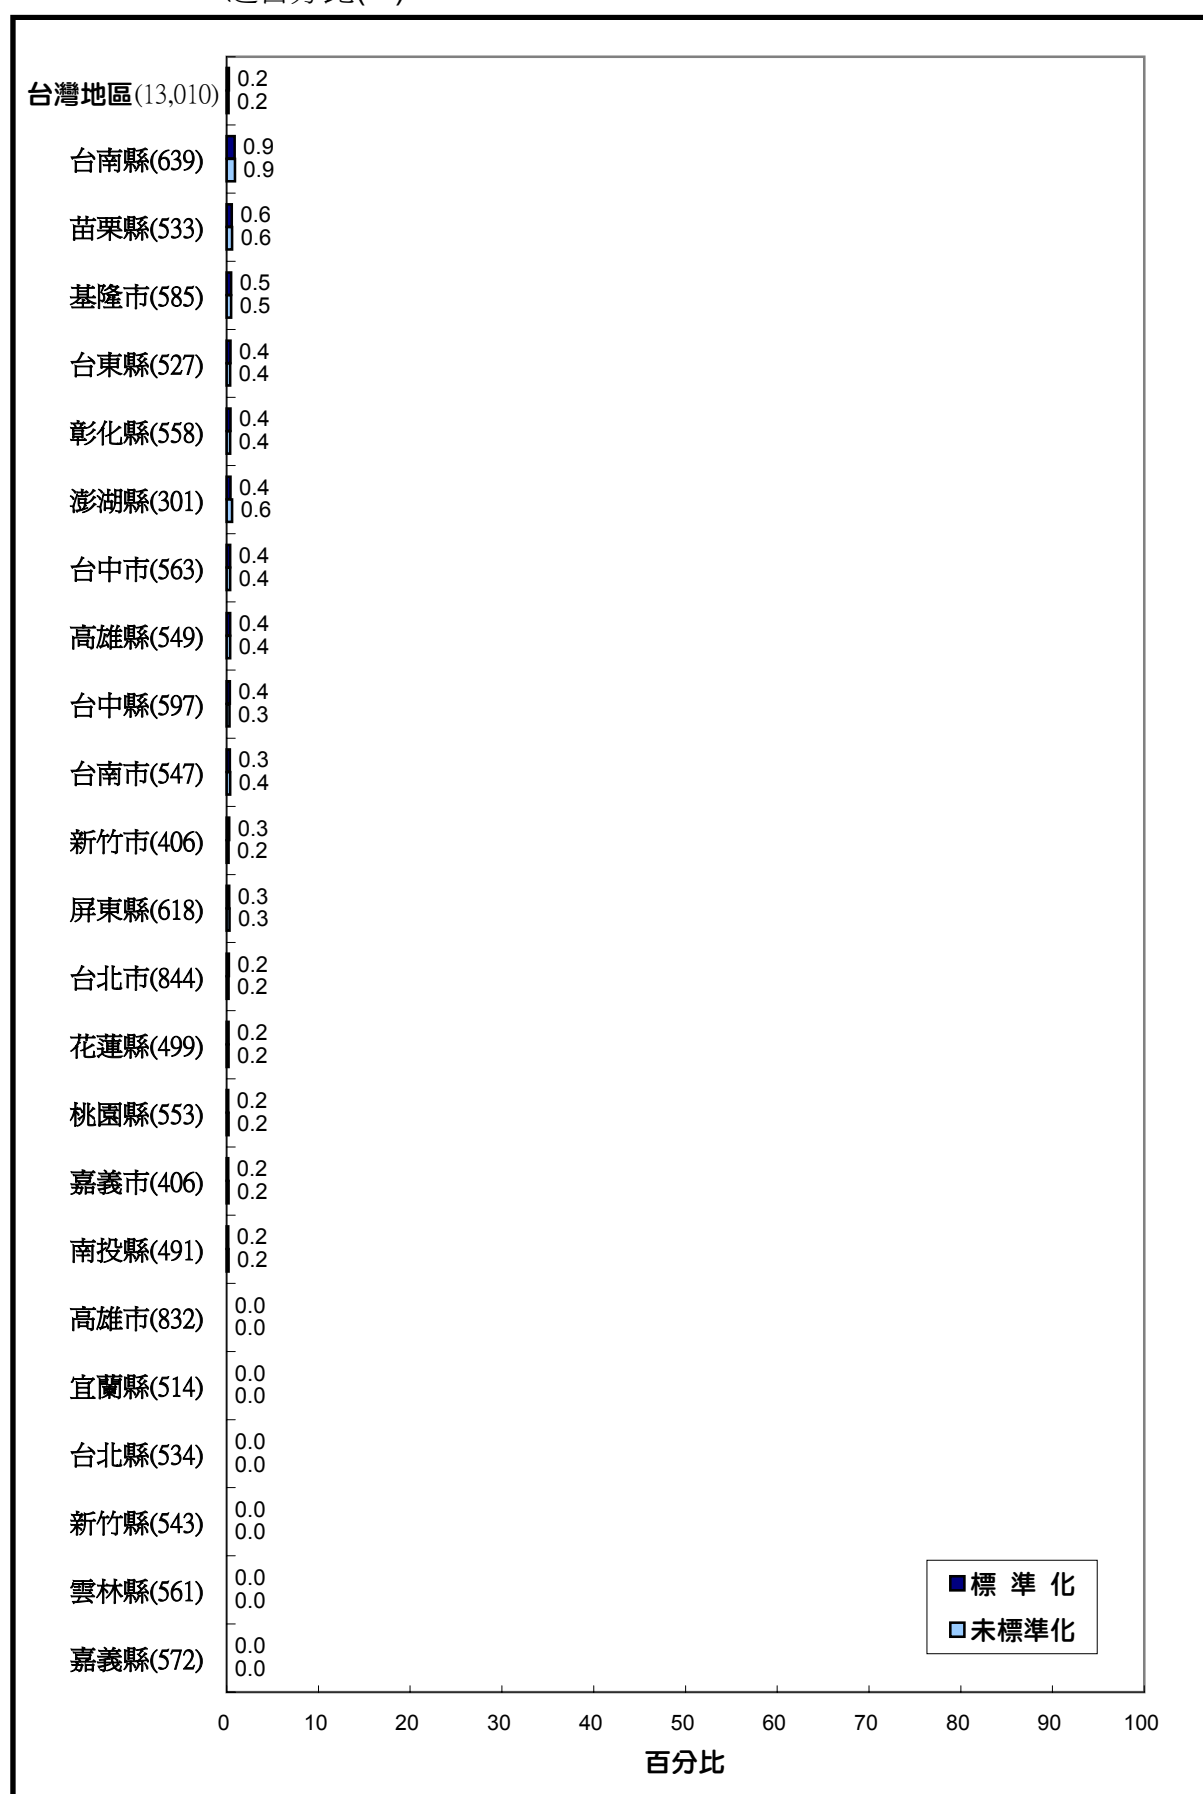 台灣地區(13,010) 0.2
0.2
台南縣(639) 0.9
0.9
苗栗縣(533) 0.6
0.6
基隆市(585) 0.5
0.5
台東縣(527) 0.4
0.4
彰化縣(558) 0.4
0.4
澎湖縣(301) 0.4
0.6
台中市(563) 0.4
0.4
高雄縣(549) 0.4
0.4
台中縣(597) 0.4
0.3
台南市(547) 0.3
0.4
新竹市(406) 0.3
0.2
屏東縣(618) 0.3
0.3
台北市(844) 0.2
0.2
花蓮縣(499) 0.2
0.2
桃園縣(553) 0.2
0.2
嘉義市(406) 0.2
0.2
南投縣(491) 0.2
0.2
高雄市(832) 0.0
0.0
宜蘭縣(514) 0.0
0.0
台北縣(534) 0.0
0.0
新竹縣(543) 0.0
0.0
雲林縣(561) 0.0
0.0
嘉義縣(572) 0.0
0.0
標 準 化
未標準化
0 10 20 30 40 50 60 70 80 90 100
百分比